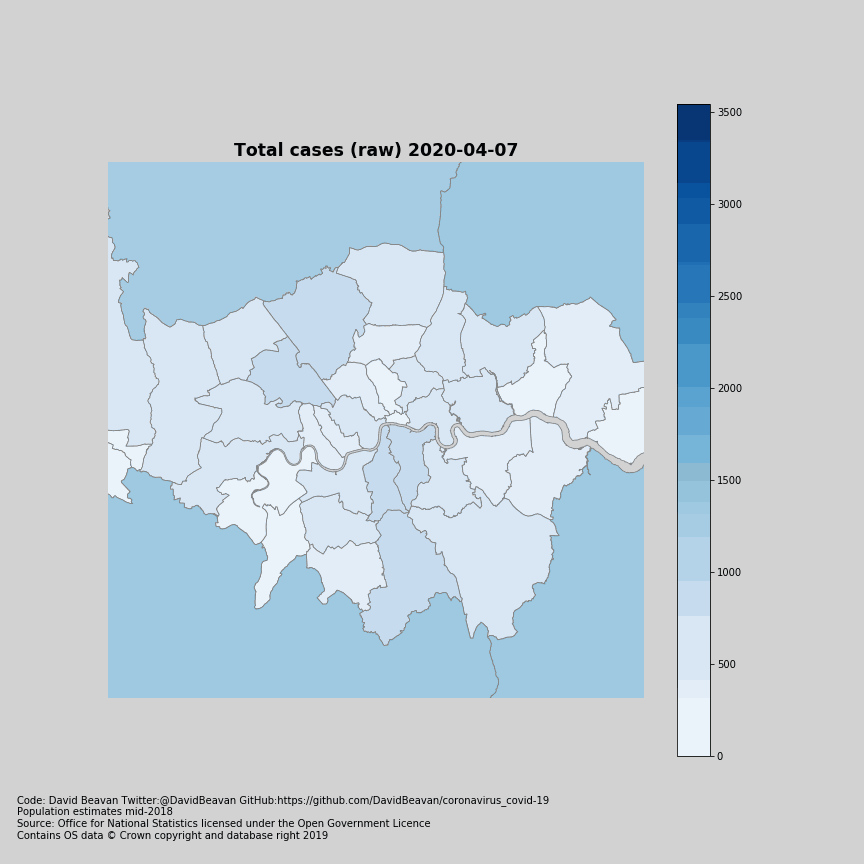 Total cases (raw) 2020-04-07
3500
3000
2500
2000
1500
1000
500
0
Code: David Beavan Twitter:@DavidBeavan GitHub:https://github.com/DavidBeavan/coronavirus_covid-19
Population estimates mid-2018
Source: Office for National Statistics licensed under the Open Government Licence
Contains OS data © Crown copyright and database right 2019